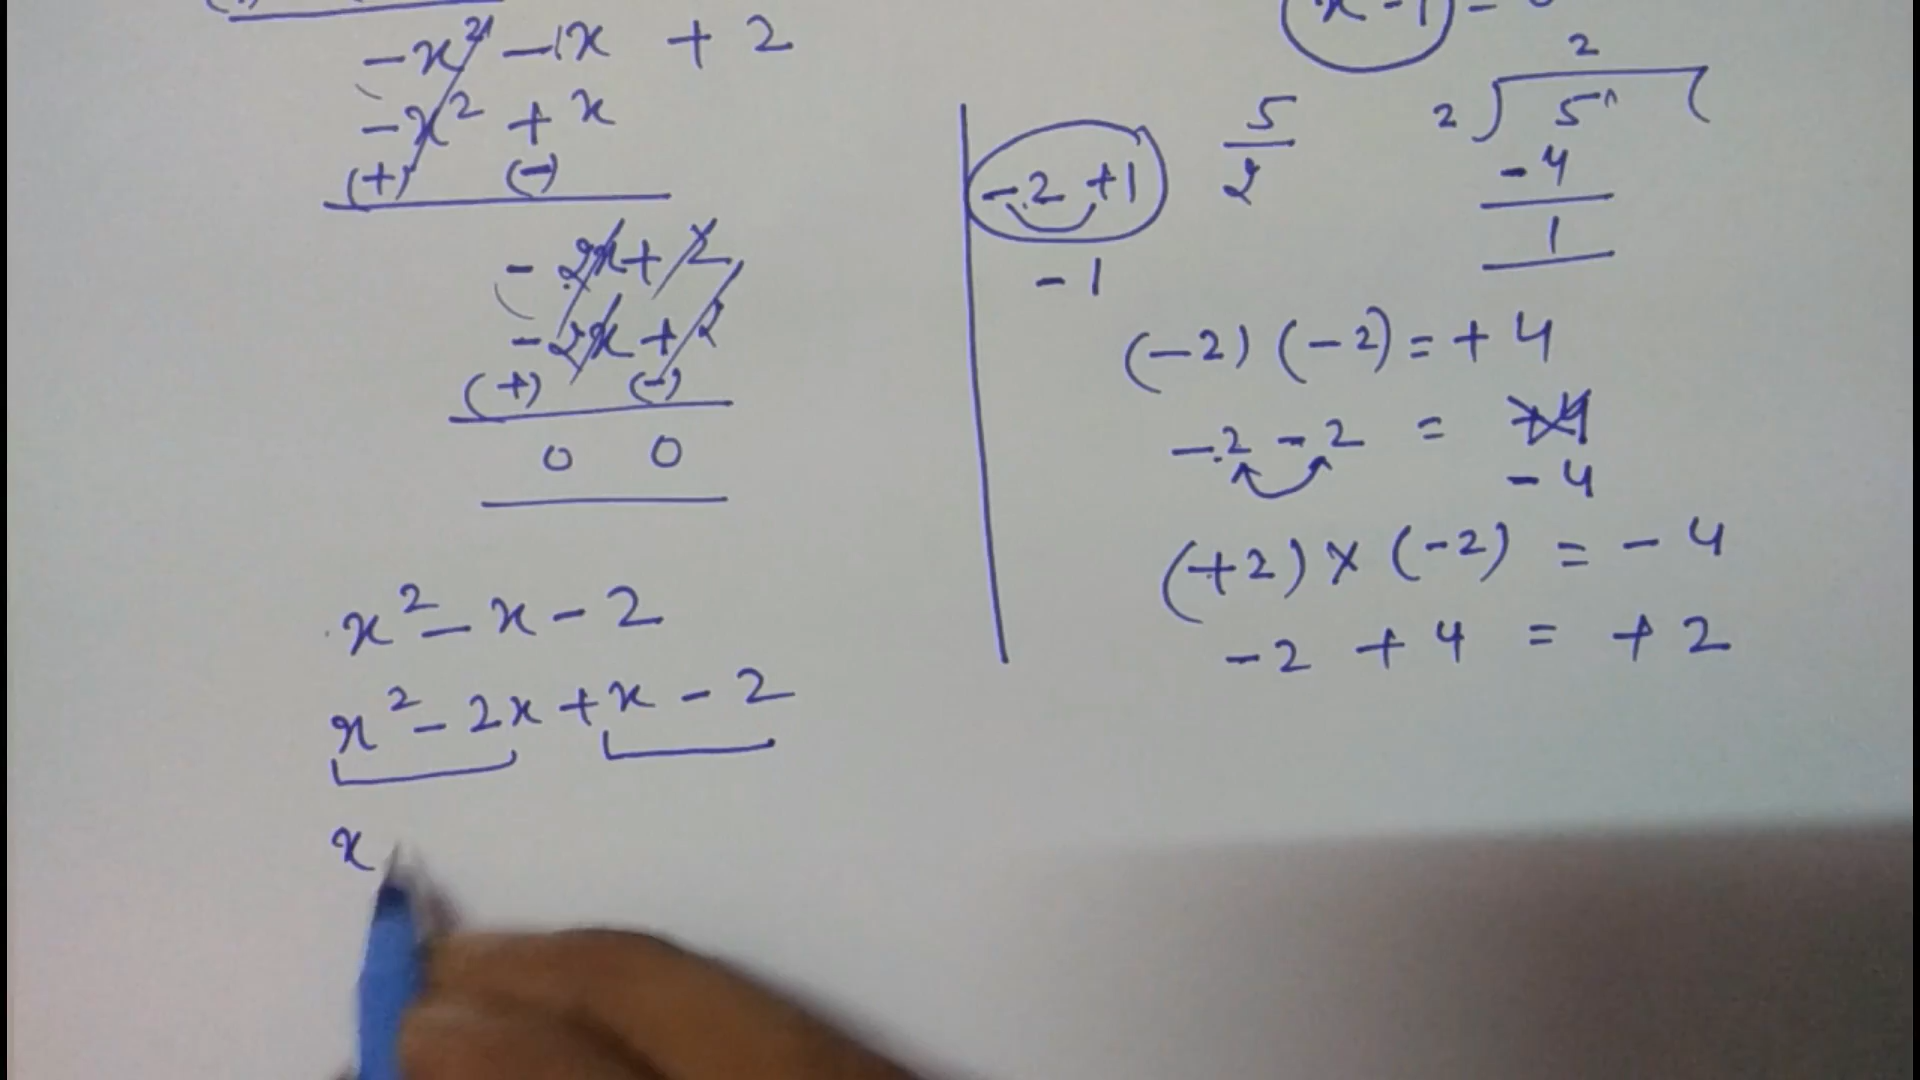 -x² -1x + 2
-x² + x
(+) (-)
- 2x + 2
- 2x + 2
(+) (-)
0 0
x² - x - 2
x² - 2x + x - 2
x
x - 1 =
2
2) 5 (
- 4
1
5/2
-2 +1
- 1
(-2) (-2) = + 4
-2 - 2 =
- 4
(+2) × (-2) = - 4
-2 + 4 = + 2